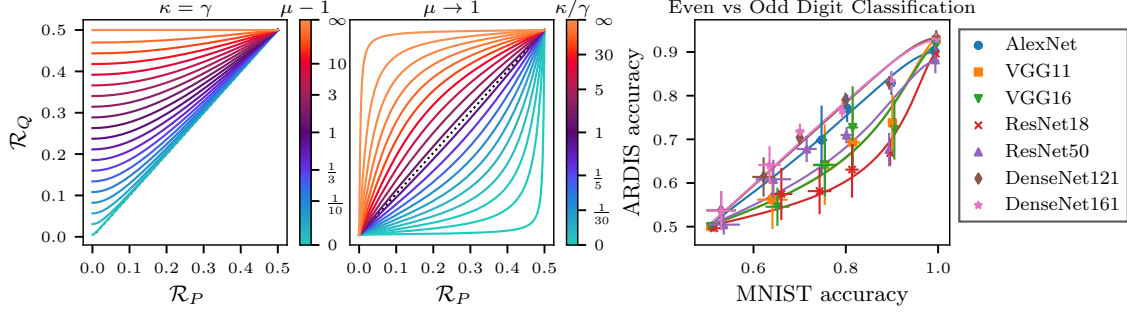 κ = γ
μ − 1
μ → 1
κ/γ
Even vs Odd Digit Classification
0.5
0.4
0.3
0.2
0.1
0.0
R_Q
0.0 0.1 0.2 0.3 0.4 0.5
R_P
∞
10
3
1
1/3
1/10
0
0.0 0.1 0.2 0.3 0.4 0.5
R_P
∞
30
5
1
1/5
1/30
0
ARDIS accuracy
0.9
0.8
0.7
0.6
0.5
0.6 0.8 1.0
MNIST accuracy
AlexNet
VGG11
VGG16
ResNet18
ResNet50
DenseNet121
DenseNet161